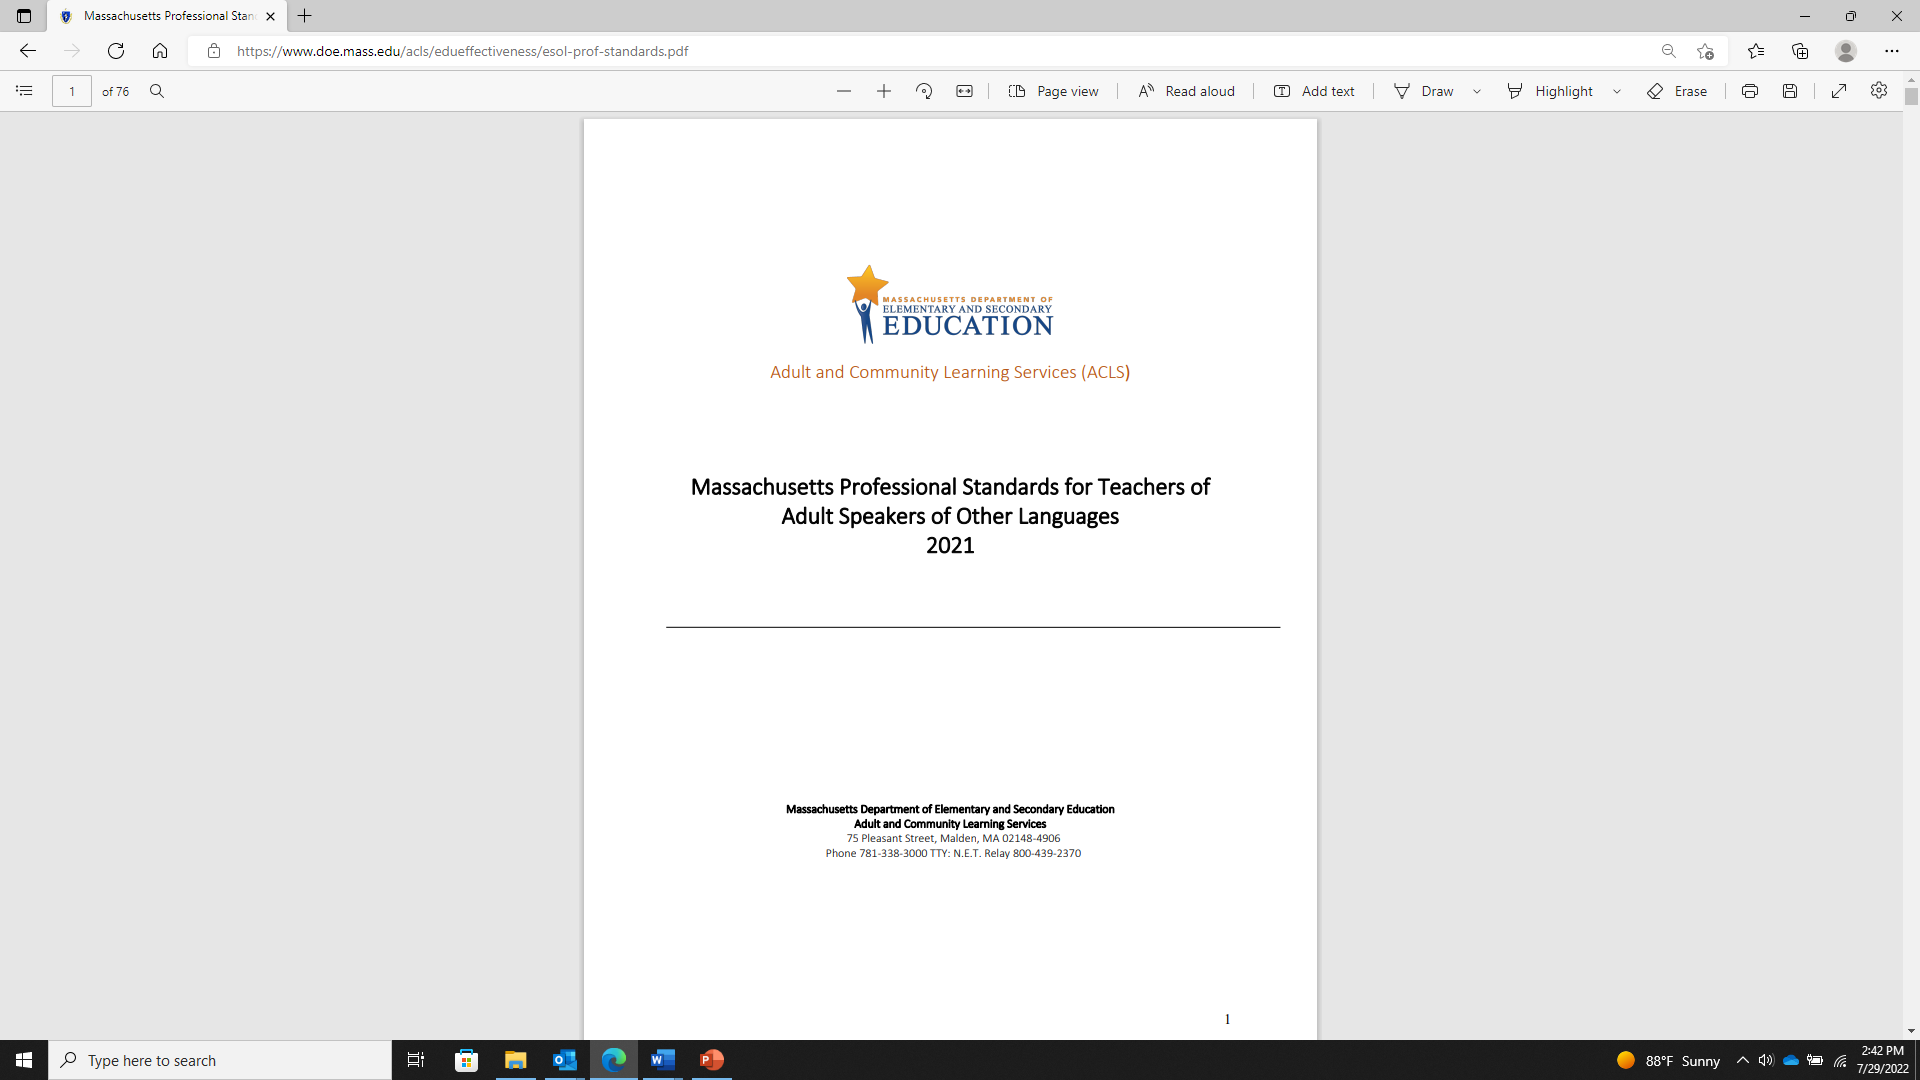 Massachusetts Professional Stan
https://www.doe.mass.edu/acls/edueffectiveness/esol-prof-standards.pdf
1 of 76 Page view Read aloud Add text Draw Highlight Erase
MASSACHUSETTS DEPARTMENT OF
ELEMENTARY AND SECONDARY
EDUCATION
Adult and Community Learning Services (ACLS)
Massachusetts Professional Standards for Teachers of
Adult Speakers of Other Languages
2021
Massachusetts Department of Elementary and Secondary Education
Adult and Community Learning Services
75 Pleasant Street, Malden, MA 02148-4906
Phone 781-338-3000 TTY: N.E.T. Relay 800-439-2370
1
Type here to search
88°F Sunny
2:42 PM
7/29/2022